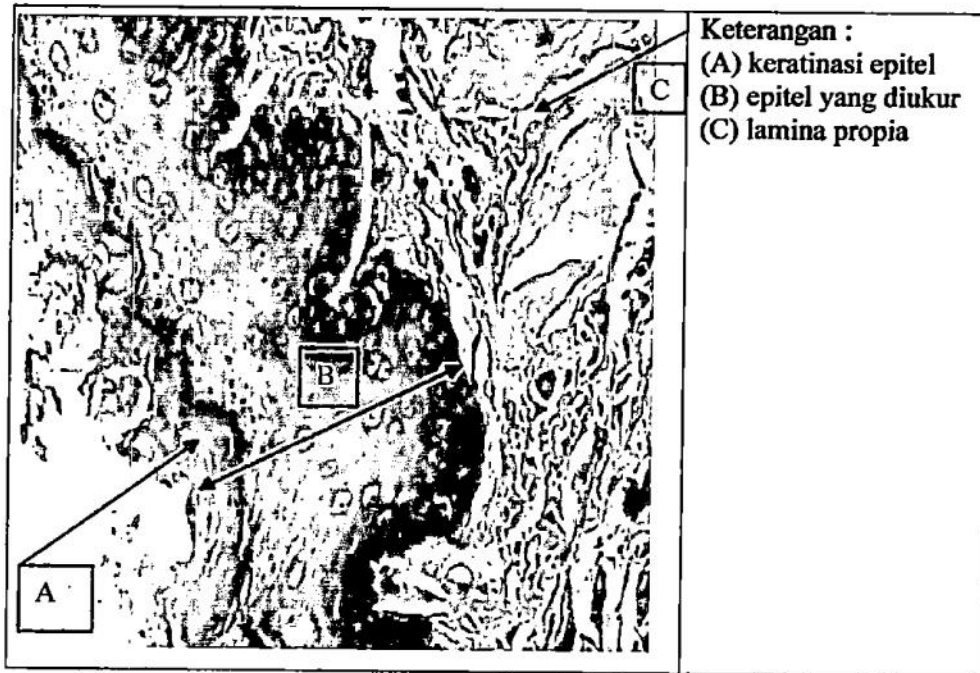 Keterangan :
(A) keratinasi epitel
(B) epitel yang diukur
(C) lamina propia
C
B
A